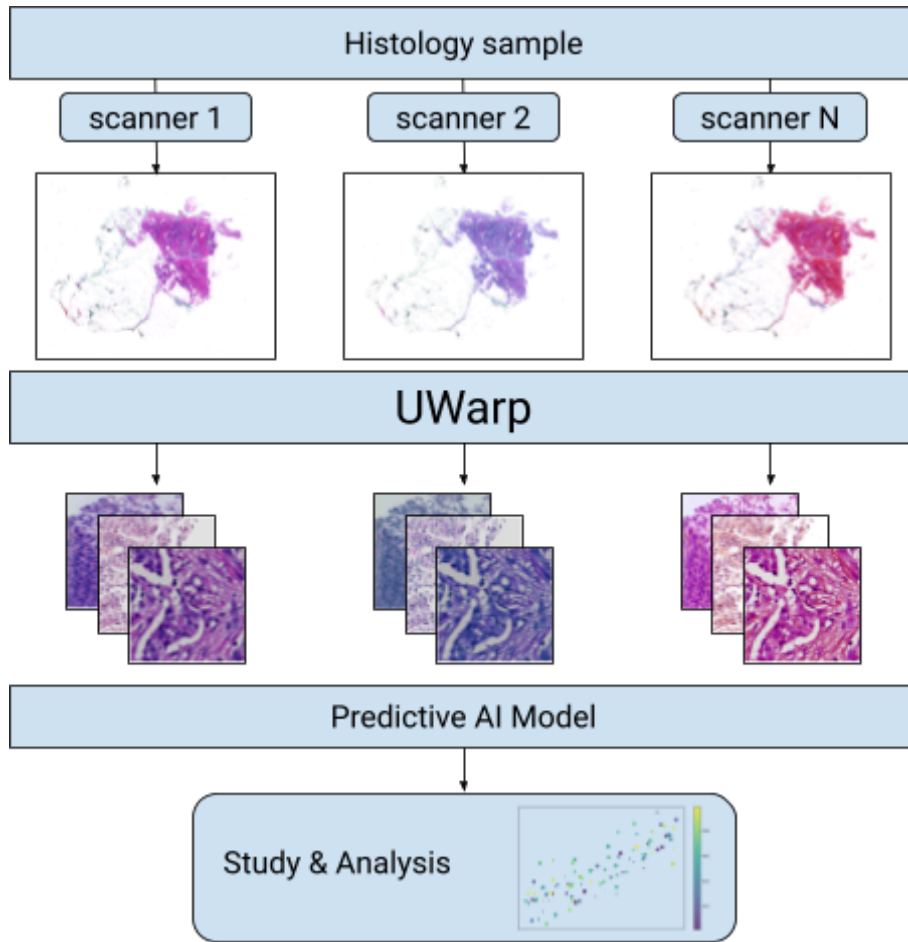 Histology sample
scanner 1
scanner 2
scanner N
UWarp
Predictive AI Model
Study & Analysis